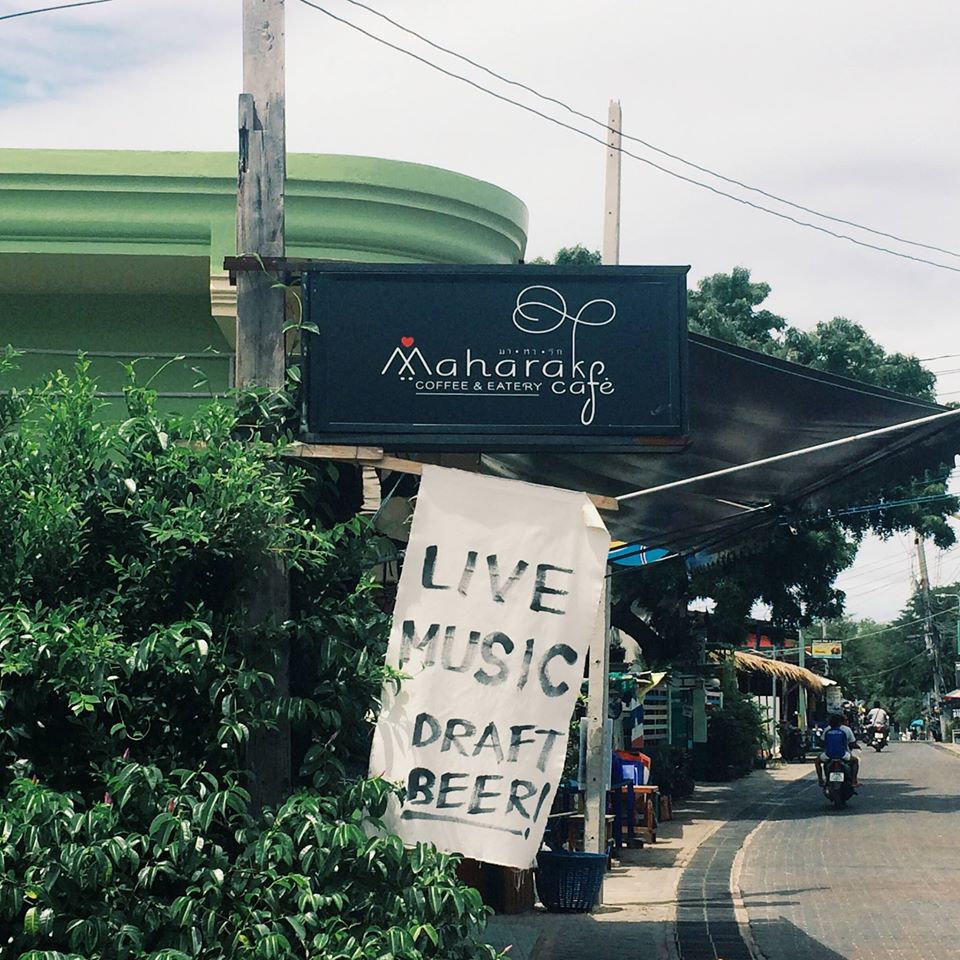 มา • หา • รัก
Maharak
COFFEE & EATERY café
LIVE
MUSIC
DRAFT
BEER!